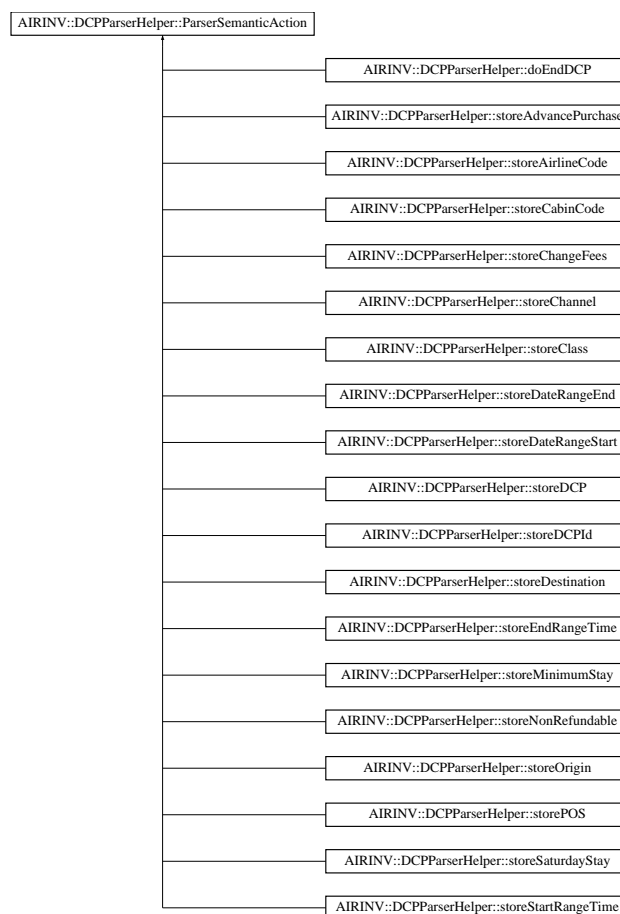 AIRINV::DCPParserHelper::ParserSemanticAction
AIRINV::DCPParserHelper::doEndDCP
AIRINV::DCPParserHelper::storeAdvancePurchase
AIRINV::DCPParserHelper::storeAirlineCode
AIRINV::DCPParserHelper::storeCabinCode
AIRINV::DCPParserHelper::storeChangeFees
AIRINV::DCPParserHelper::storeChannel
AIRINV::DCPParserHelper::storeClass
AIRINV::DCPParserHelper::storeDateRangeEnd
AIRINV::DCPParserHelper::storeDateRangeStart
AIRINV::DCPParserHelper::storeDCP
AIRINV::DCPParserHelper::storeDCPId
AIRINV::DCPParserHelper::storeDestination
AIRINV::DCPParserHelper::storeEndRangeTime
AIRINV::DCPParserHelper::storeMinimumStay
AIRINV::DCPParserHelper::storeNonRefundable
AIRINV::DCPParserHelper::storeOrigin
AIRINV::DCPParserHelper::storePOS
AIRINV::DCPParserHelper::storeSaturdayStay
AIRINV::DCPParserHelper::storeStartRangeTime